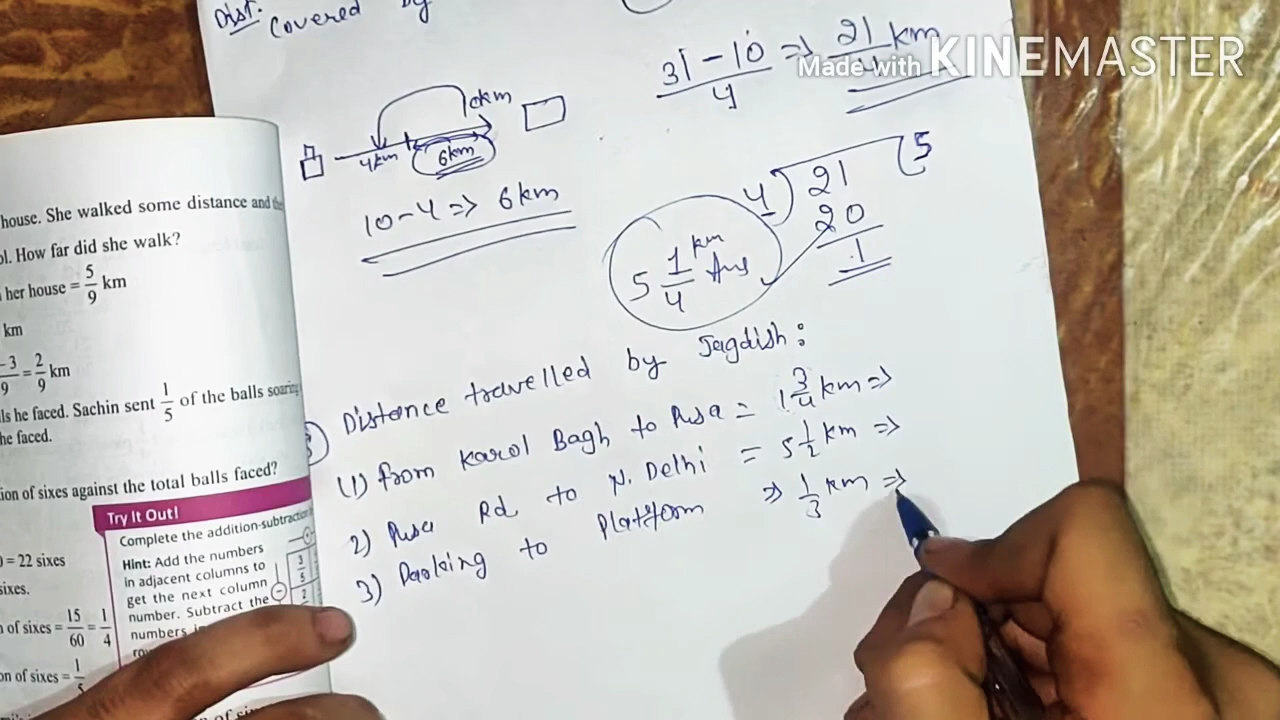 Dist. Covered by
31 - 10 / 4 => 21/4 km
Made with KINEMASTER
10km
4km 6km
10-4 => 6km
4) 21 (5
20
1
5 1/4 km Ans
Distance travelled by Jagdish:
(1) from Karol Bagh to Pusa = 1 3/4 km =>
2) Pusa Rd to N. Delhi = 5 1/2 km =>
3) Parking to Platform => 1/3 km =>
house. She walked some distance and
How far did she walk?
her house = 5/9 km
km
-3/9 = 2/9 km
he faced. Sachin sent 1/5 of the balls soaring
he faced.
of sixes against the total balls faced?
Try It Out!
Complete the addition-subtraction
Hint: Add the numbers
in adjacent columns to
get the next column
number. Subtract the
numbers
= 22 sixes
sixes.
of sixes = 15/60 = 1/4
of sixes = 1/5
3/5